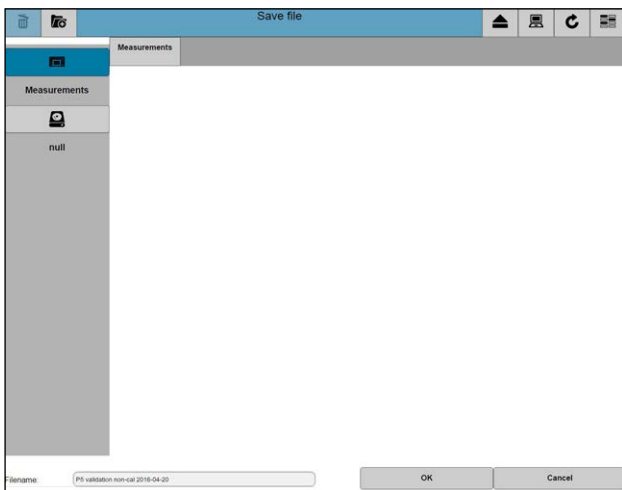 Save file
Measurements
Measurements
null
Filename:
P5 validation non-cal 2016-04-20
OK
Cancel